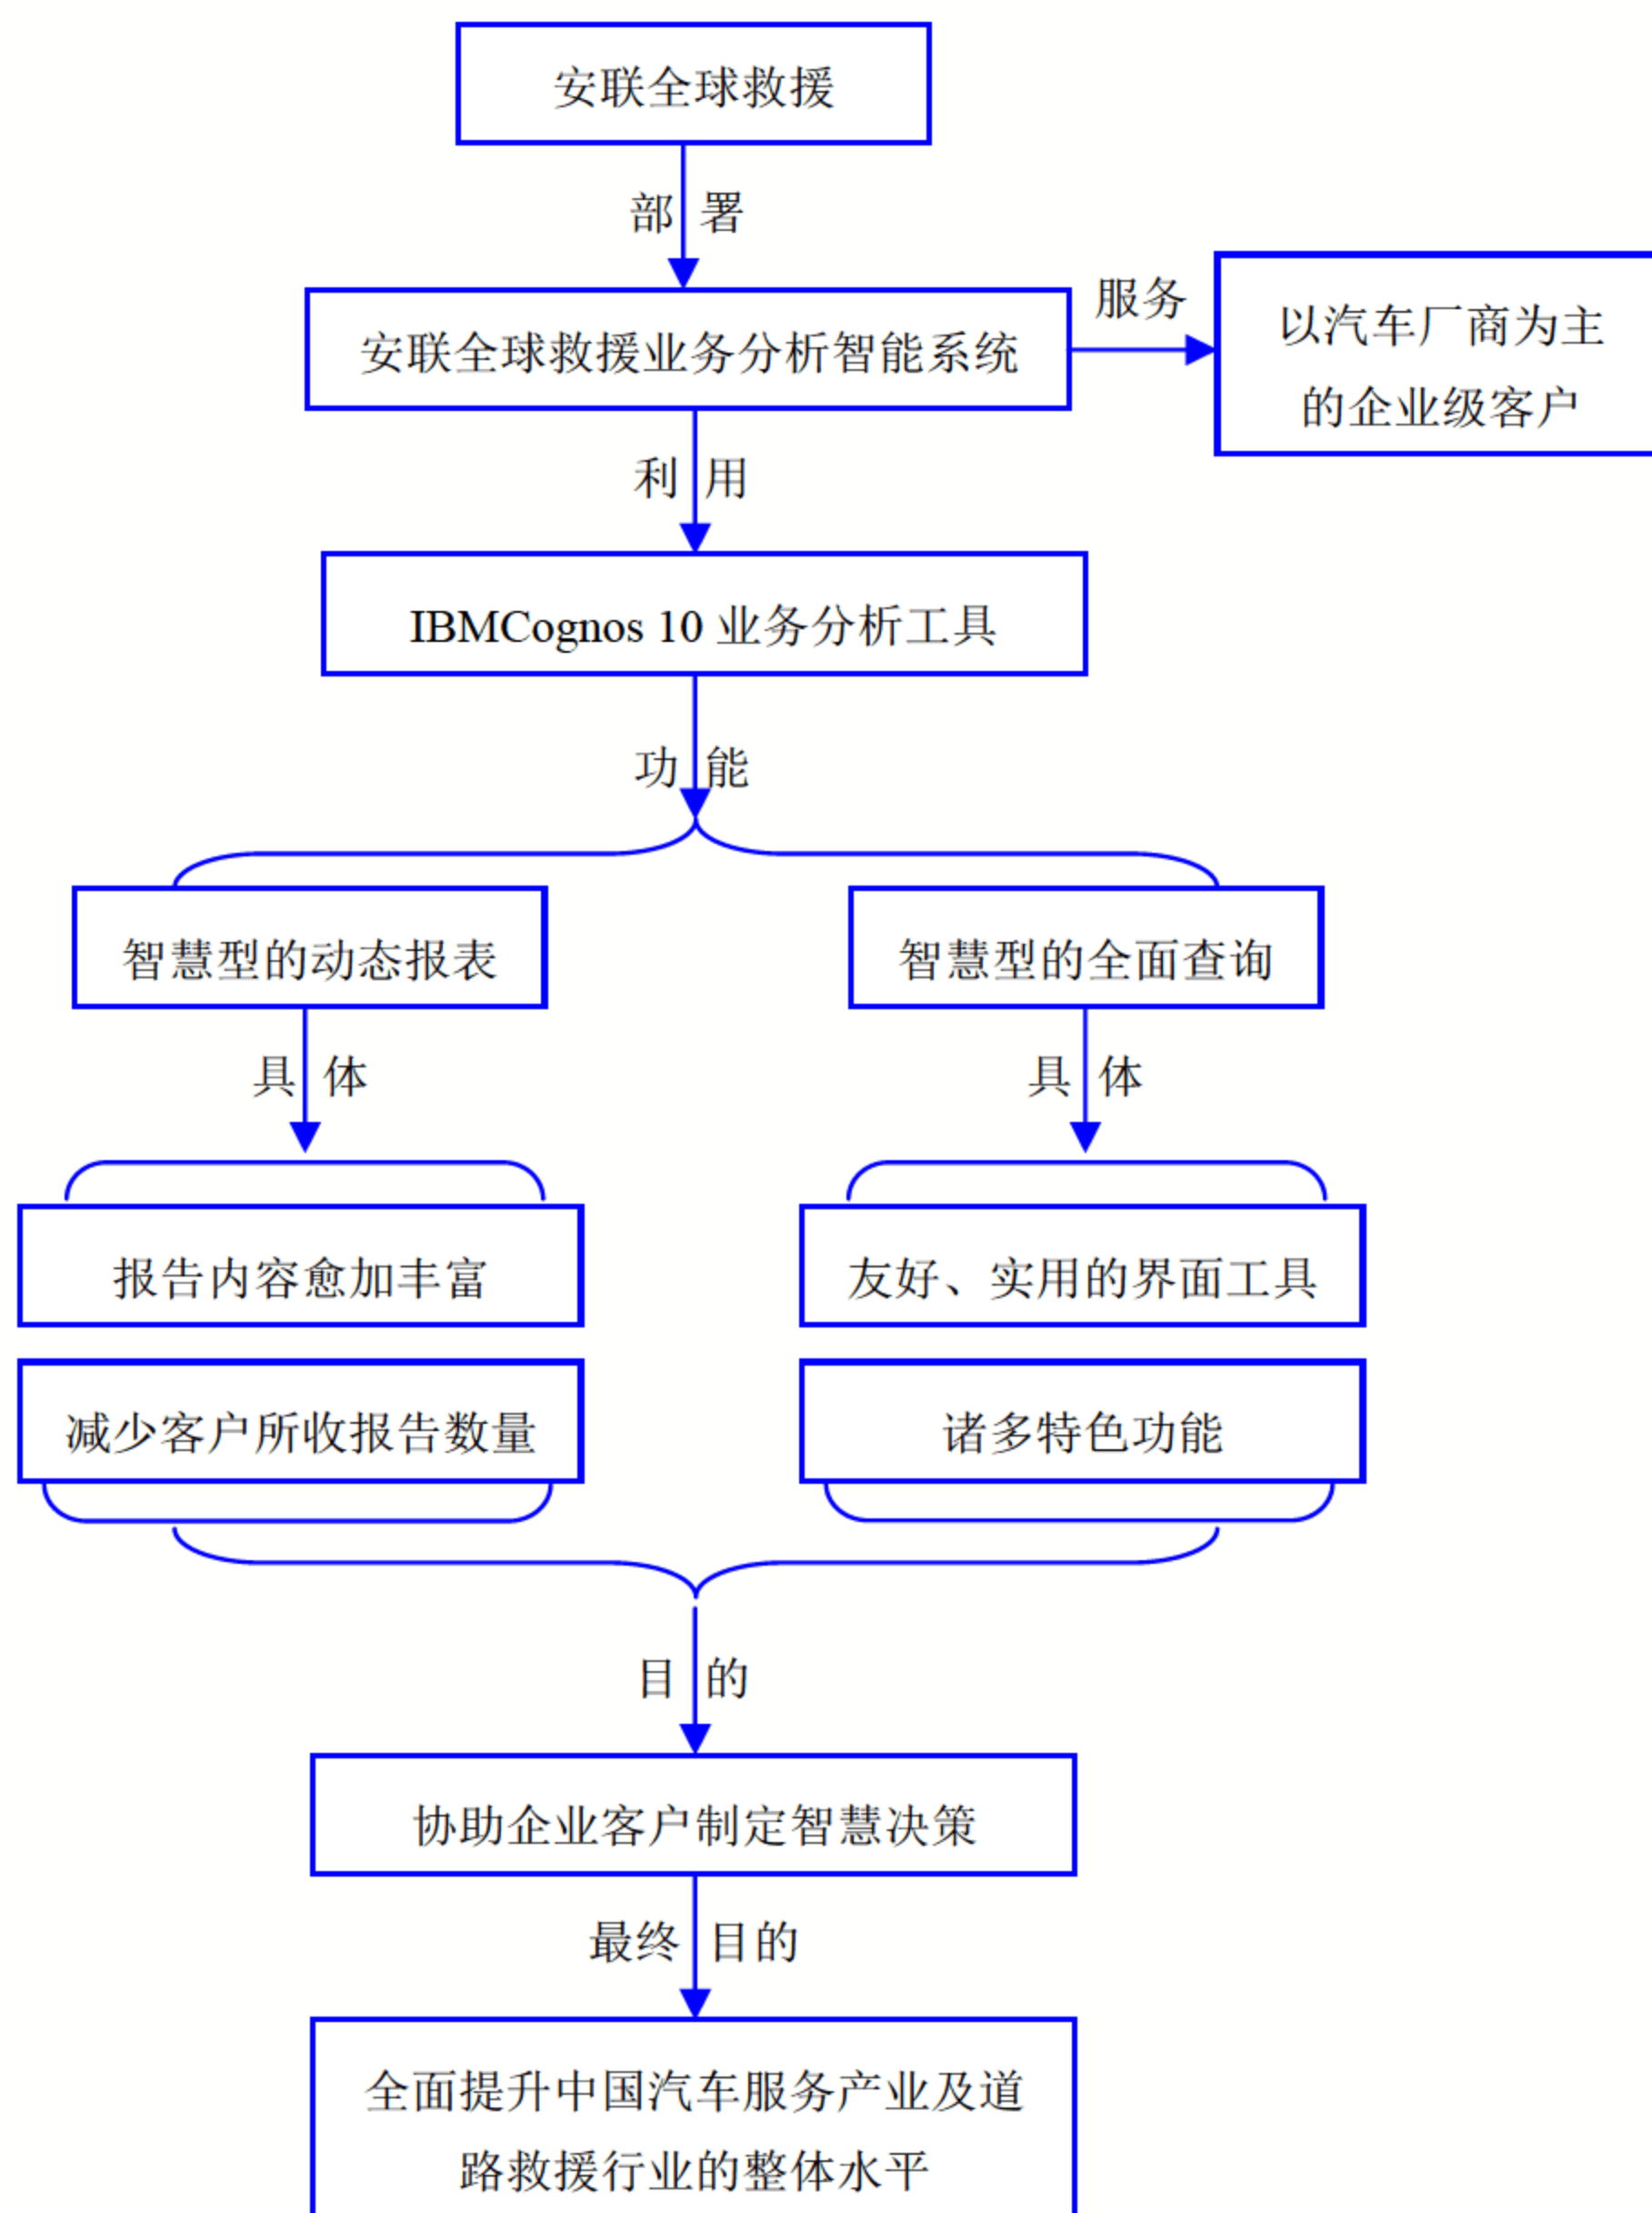 安联全球救援
部署
安联全球救援业务分析智能系统
服务
以汽车厂商为主
的企业级客户
利用
IBMCognos 10 业务分析工具
功能
智慧型的动态报表
智慧型的全面查询
具体
具体
报告内容愈加丰富
友好、实用的界面工具
减少客户所收报告数量
诸多特色功能
目的
协助企业客户制定智慧决策
最终目的
全面提升中国汽车服务产业及道
路救援行业的整体水平